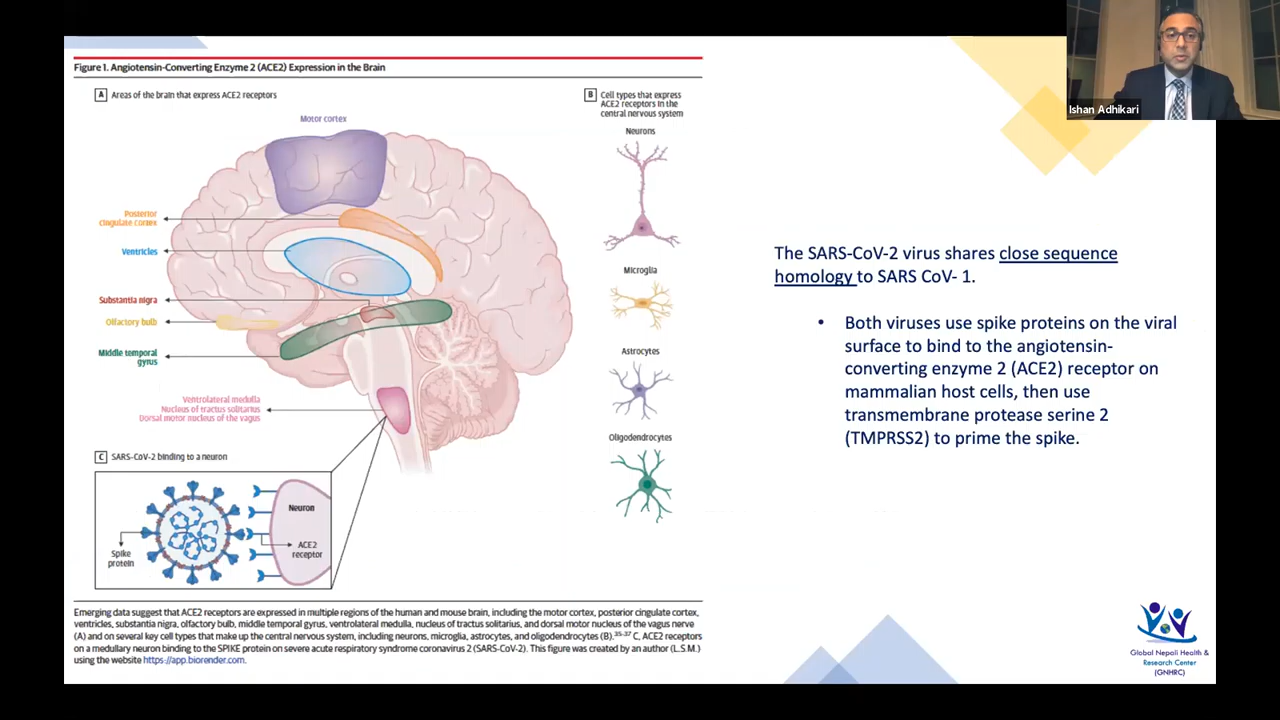 Ishan Adhikari
Figure 1. Angiotensin-Converting Enzyme 2 (ACE2) Expression in the Brain
A Areas of the brain that express ACE2 receptors
Motor cortex
Posterior
cingulate cortex
Ventricles
Substantia nigra
Olfactory bulb
Middle temporal
gyrus
Ventrolateral medulla
Nucleus of tractus solitarius
Dorsal motor nucleus of the vagus
B Cell types that express
ACE2 receptors in the
central nervous system
Neurons
Microglia
Astrocytes
Oligodendrocytes
C SARS-CoV-2 binding to a neuron
Neuron
ACE2
receptor
Spike
protein
Emerging data suggest that ACE2 receptors are expressed in multiple regions of the human and mouse brain, including the motor cortex, posterior cingulate cortex,
ventricles, substantia nigra, olfactory bulb, middle temporal gyrus, ventrolateral medulla, nucleus of tractus solitarius, and dorsal motor nucleus of the vagus nerve
(A) and on several key cell types that make up the central nervous system, including neurons, microglia, astrocytes, and oligodendrocytes (B).35-37 C, ACE2 receptors
on a medullary neuron binding to the SPIKE protein on severe acute respiratory syndrome coronavirus 2 (SARS-CoV-2). This figure was created by an author (L.S.M.)
using the website https://app.biorender.com.
The SARS-CoV-2 virus shares close sequence
homology to SARS CoV- 1.
• Both viruses use spike proteins on the viral
surface to bind to the angiotensin-
converting enzyme 2 (ACE2) receptor on
mammalian host cells, then use
transmembrane protease serine 2
(TMPRSS2) to prime the spike.
Global Nepali Health &
Research Center
(GNHRC)